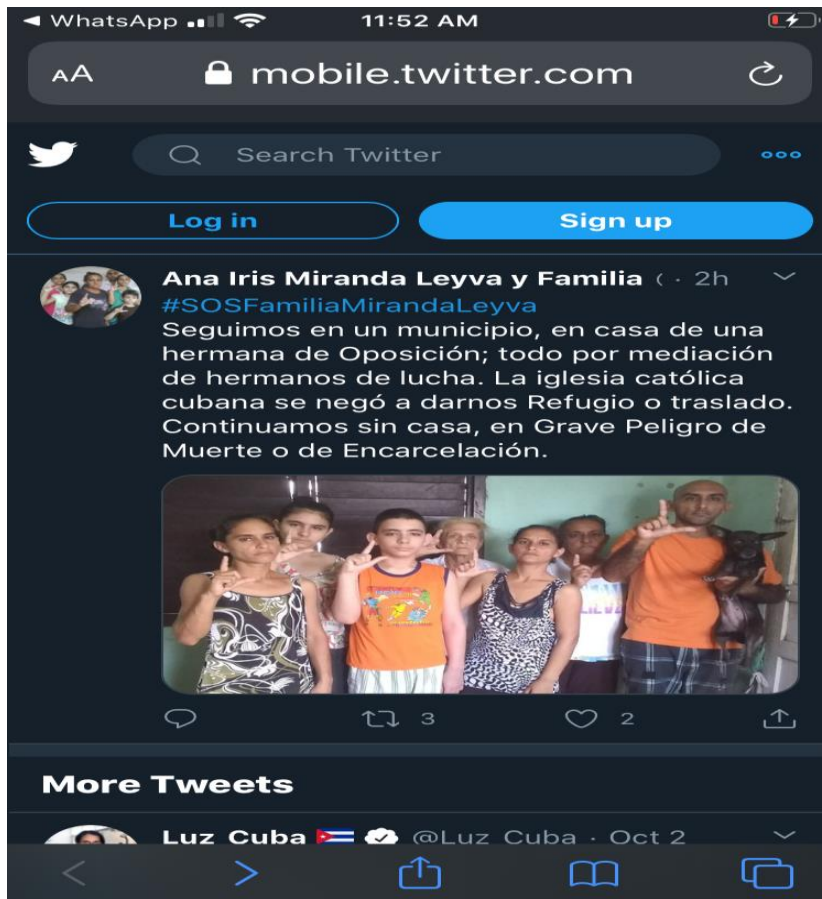 WhatsApp
11:52 AM
AA mobile.twitter.com
Search Twitter
Log in
Sign up
Ana Iris Miranda Leyva y Familia ( · 2h
#SOSFamiliaMirandaLeyva
Seguimos en un municipio, en casa de una
hermana de Oposición; todo por mediación
de hermanos de lucha. La iglesia católica
cubana se negó a darnos Refugio o traslado.
Continuamos sin casa, en Grave Peligro de
Muerte o de Encarcelación.
3
2
More Tweets
Luz Cuba @Luz_Cuba · Oct 2